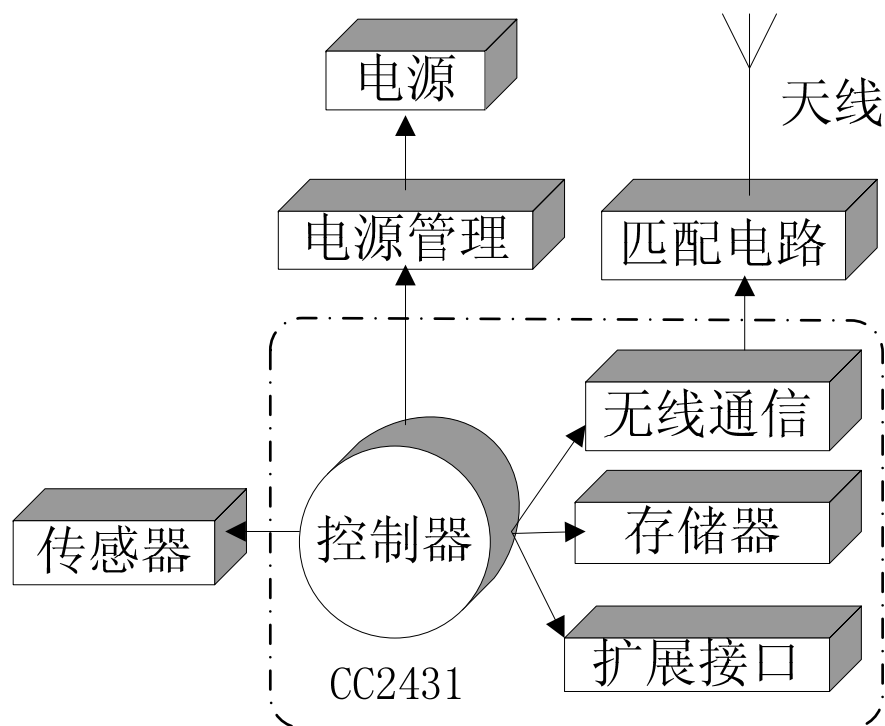 电源
天线
电源管理
匹配电路
无线通信
传感器
控制器
存储器
扩展接口
CC2431